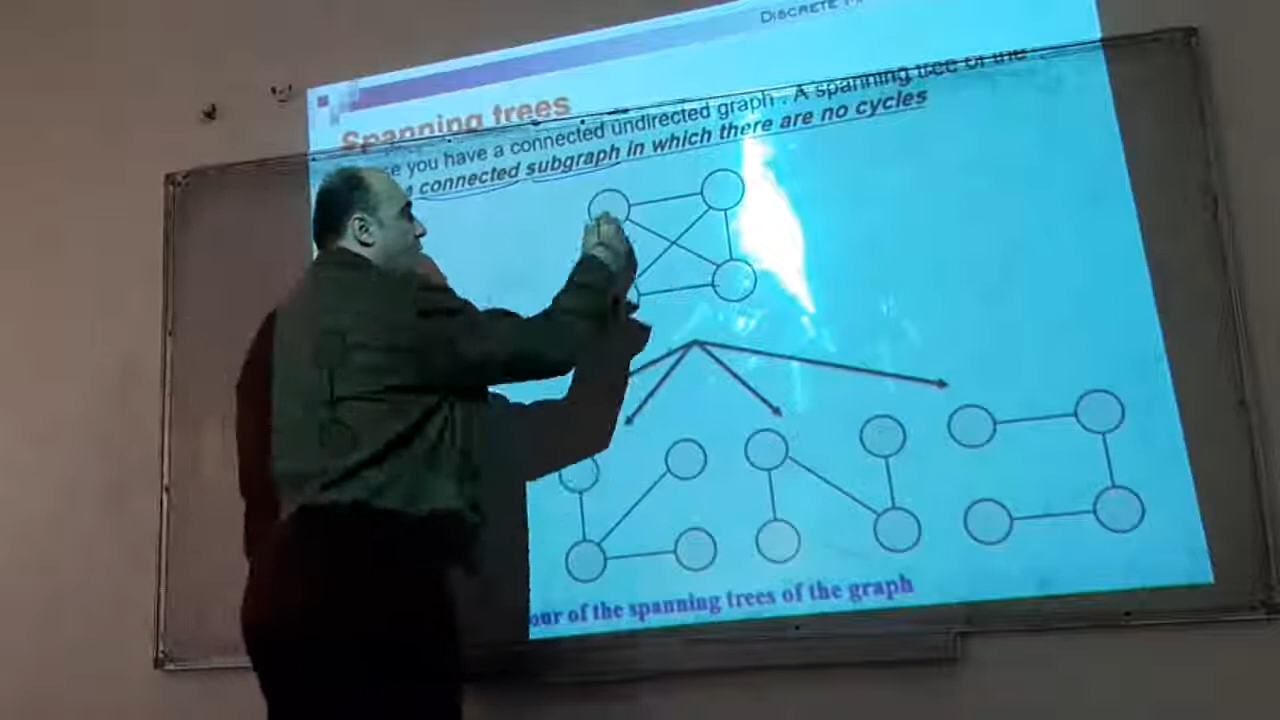 DISCRETE
Spanning trees
you have a connected undirected graph . A spanning tree of the
connected subgraph in which there are no cycles
of the spanning trees of the graph